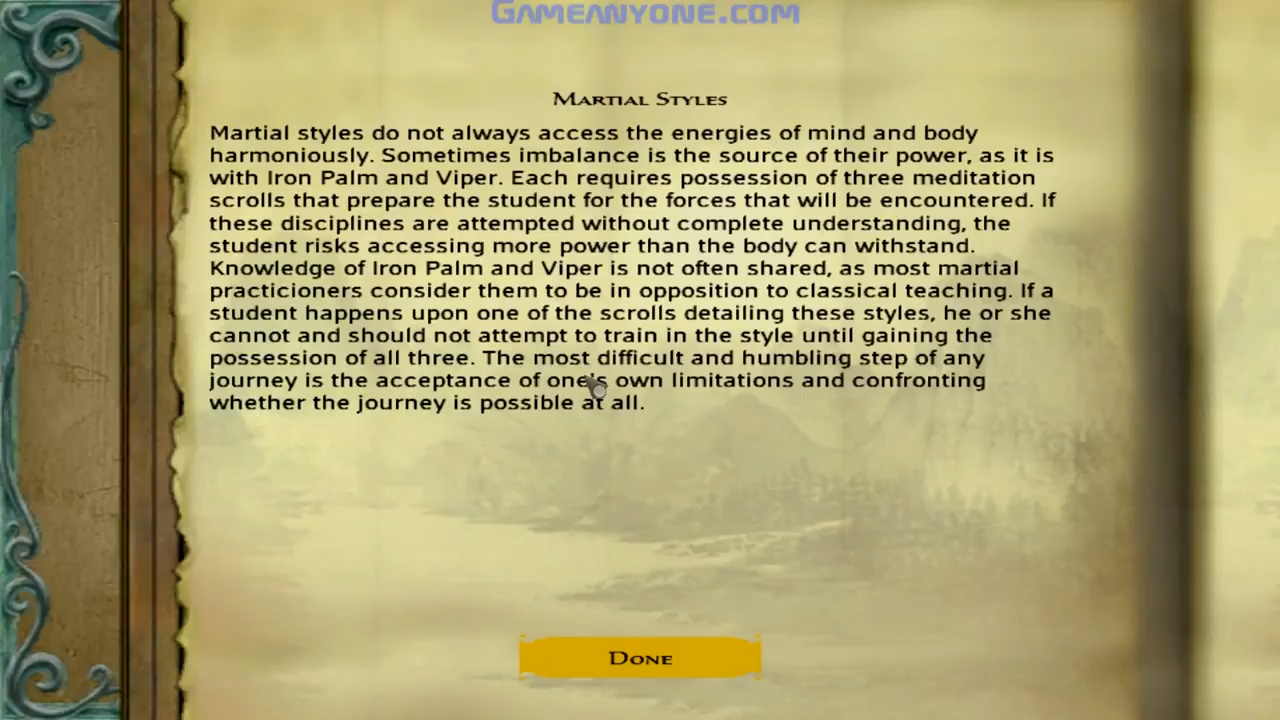 GAMEANYONE.COM
MARTIAL STYLES
Martial styles do not always access the energies of mind and body
harmoniously. Sometimes imbalance is the source of their power, as it is
with Iron Palm and Viper. Each requires possession of three meditation
scrolls that prepare the student for the forces that will be encountered. If
these disciplines are attempted without complete understanding, the
student risks accessing more power than the body can withstand.
Knowledge of Iron Palm and Viper is not often shared, as most martial
practicioners consider them to be in opposition to classical teaching. If a
student happens upon one of the scrolls detailing these styles, he or she
cannot and should not attempt to train in the style until gaining the
possession of all three. The most difficult and humbling step of any
journey is the acceptance of one's own limitations and confronting
whether the journey is possible at all.
DONE